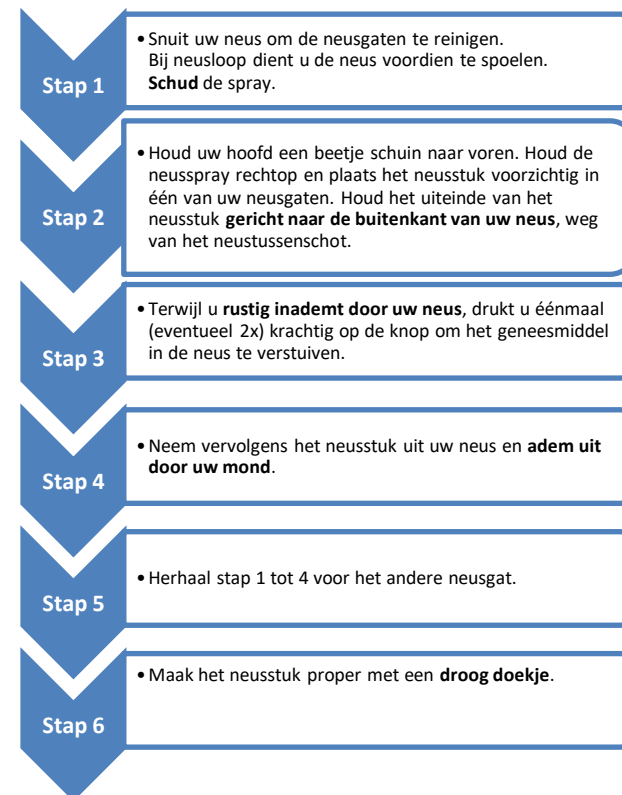 Stap 1
• Snuit uw neus om de neusgaten te reinigen.
Bij neusloop dient u de neus voordien te spoelen.
Schud de spray.
Stap 2
• Houd uw hoofd een beetje schuin naar voren. Houd de
neusspray rechtop en plaats het neusstuk voorzichtig in
één van uw neusgaten. Houd het uiteinde van het
neusstuk gericht naar de buitenkant van uw neus, weg
van het neustussenschot.
Stap 3
• Terwijl u rustig inademt door uw neus, drukt u éénmaal
(eventueel 2x) krachtig op de knop om het geneesmiddel
in de neus te verstuiven.
Stap 4
• Neem vervolgens het neusstuk uit uw neus en adem uit
door uw mond.
Stap 5
• Herhaal stap 1 tot 4 voor het andere neusgat.
Stap 6
• Maak het neusstuk proper met een droog doekje.